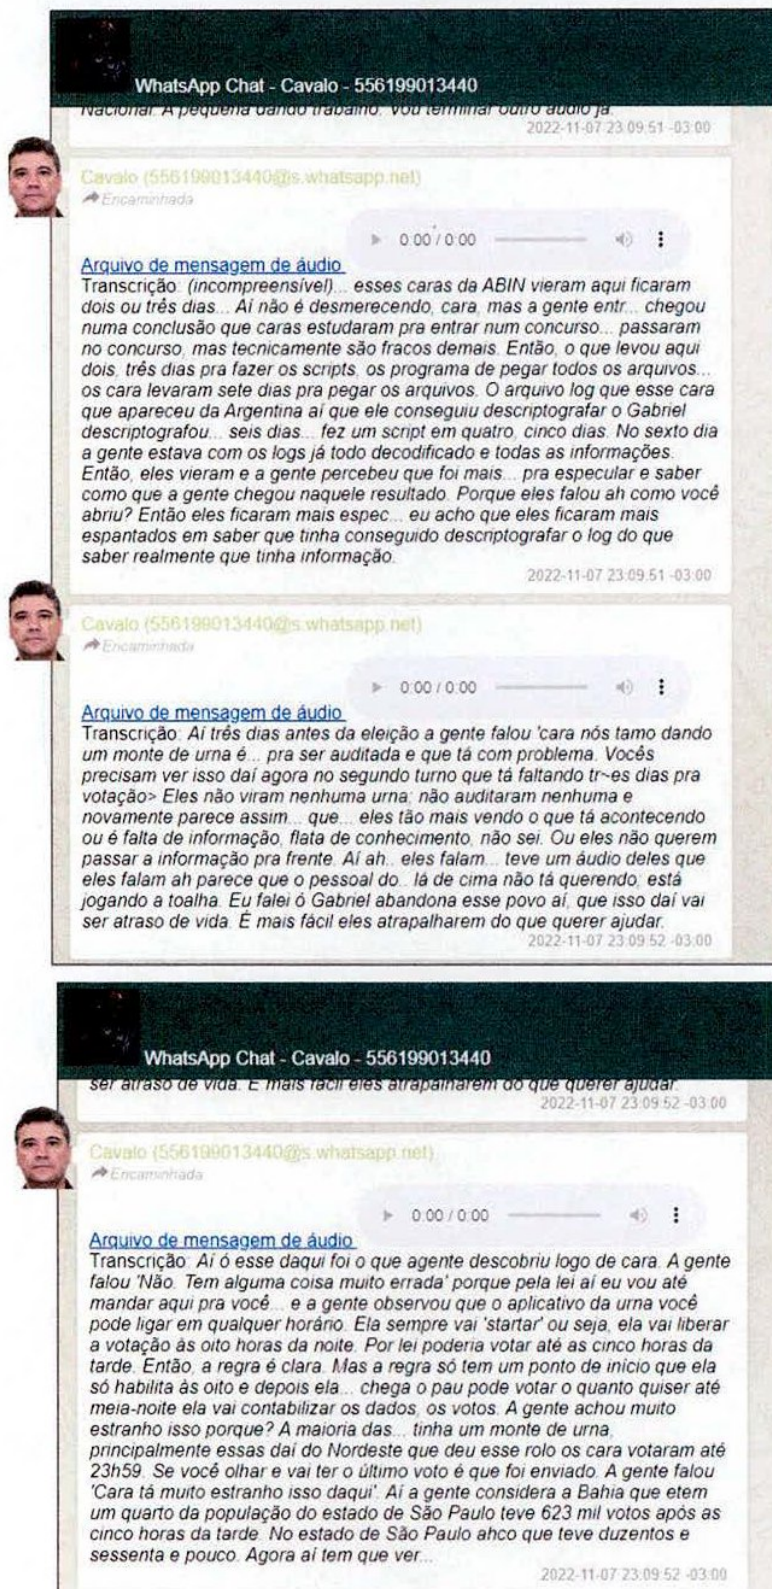 WhatsApp Chat - Cavalo - 556199013440
Nacional. A pequena dando trabalho. Vou terminar outro áudio já.
2022-11-07 23:09:51 -03:00
Cavalo (556199013440@s.whatsapp.net)
Encaminhada
0:00 / 0:00
Arquivo de mensagem de áudio
Transcrição: (incompreensível)... esses caras da ABIN vieram aqui ficaram
dois ou três dias... Aí não é desmerecendo, cara, mas a gente entr... chegou
numa conclusão que caras estudaram pra entrar num concurso... passaram
no concurso, mas tecnicamente são fracos demais. Então, o que levou aqui
dois, três dias pra fazer os scripts, os programa de pegar todos os arquivos...
os cara levaram sete dias pra pegar os arquivos. O arquivo log que esse cara
que apareceu da Argentina aí que ele conseguiu descriptografar o Gabriel
descriptografou... seis dias... fez um script em quatro, cinco dias. No sexto dia
a gente estava com os logs já todo decodificado e todas as informações.
Então, eles vieram e a gente percebeu que foi mais... pra especular e saber
como que a gente chegou naquele resultado. Porque eles falou ah como você
abriu? Então eles ficaram mais espec... eu acho que eles ficaram mais
espantados em saber que tinha conseguido descriptografar o log do que
saber realmente que tinha informação.
2022-11-07 23:09:51 -03:00
Cavalo (556199013440@s.whatsapp.net)
Encaminhada
0:00 / 0:00
Arquivo de mensagem de áudio
Transcrição: Aí três dias antes da eleição a gente falou 'cara nós tamo dando
um monte de urna é... pra ser auditada e que tá com problema. Vocês
precisam ver isso daí agora no segundo turno que tá faltando tr~es dias pra
votação> Eles não viram nenhuma urna; não auditaram nenhuma e
novamente parece assim... que... eles tão mais vendo o que tá acontecendo
ou é falta de informação, flata de conhecimento, não sei. Ou eles não querem
passar a informação pra frente. Aí ah.. eles falam... teve um áudio deles que
eles falam ah parece que o pessoal do.. lá de cima não tá querendo, está
jogando a toalha. Eu falei ó Gabriel abandona esse povo aí, que isso daí vai
ser atraso de vida. É mais fácil eles atrapalharem do que querer ajudar.
2022-11-07 23:09:52 -03:00
WhatsApp Chat - Cavalo - 556199013440
ser atraso de vida. É mais fácil eles atrapalharem do que querer ajudar.
2022-11-07 23:09:52 -03:00
Cavalo (556199013440@s.whatsapp.net)
Encaminhada
0:00 / 0:00
Arquivo de mensagem de áudio
Transcrição: Aí ó esse daqui foi o que agente descobriu logo de cara. A gente
falou 'Não. Tem alguma coisa muito errada' porque pela lei aí eu vou até
mandar aqui pra você... e a gente observou que o aplicativo da urna você
pode ligar em qualquer horário. Ela sempre vai 'startar' ou seja, ela vai liberar
a votação às oito horas da noite. Por lei poderia votar até as cinco horas da
tarde. Então, a regra é clara. Mas a regra só tem um ponto de início que ela
só habilita às oito e depois ela... chega o pau pode votar o quanto quiser até
meia-noite ela vai contabilizar os dados, os votos. A gente achou muito
estranho isso porque? A maioria das... tinha um monte de urna,
principalmente essas daí do Nordeste que deu esse rolo os cara votaram até
23h59. Se você olhar e vai ter o último voto é que foi enviado. A gente falou
'Cara tá muito estranho isso daqui'. Aí a gente considera a Bahia que etem
um quarto da população do estado de São Paulo teve 623 mil votos após as
cinco horas da tarde. No estado de São Paulo ahco que teve duzentos e
sessenta e pouco. Agora aí tem que ver...
2022-11-07 23:09:52 -03:00